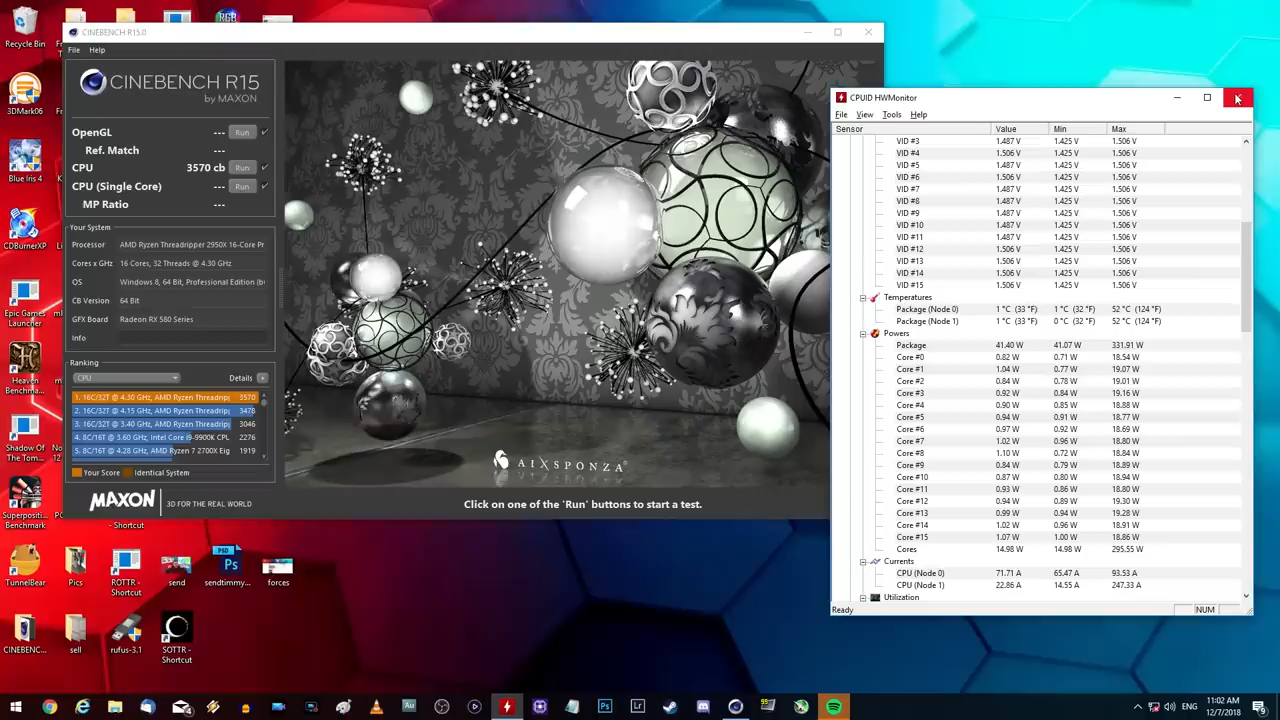 Recycle Bin
3DMark06
Blue Iris 4
CDBurnerXP
Epic Games
Launcher
Heaven
Benchma...
Shadow Of
The Tom...
Superpositi...
Benchmark
TunnelBear
CINEBENC...
Pics
sell
- Shortcut
ROTTR -
Shortcut
rufus-3.1
send
SOTTR -
Shortcut
PSD
Ps
sendtimmy...
forces
CINEBENCH R15.0
File Help
CINEBENCH R15
by MAXON
OpenGL --- Run
Ref. Match ---
CPU 3570 cb Run
CPU (Single Core) --- Run
MP Ratio ---
Your System
Processor AMD Ryzen Threadripper 2950X 16-Core Pr
Cores x GHz 16 Cores, 32 Threads @ 4.30 GHz
OS Windows 8, 64 Bit, Professional Edition (b
CB Version 64 Bit
GFX Board Radeon RX 580 Series
Info
Ranking
CPU Details
1. 16C/32T @ 4.30 GHz, AMD Ryzen Threadrip 3570
2. 16C/32T @ 4.15 GHz, AMD Ryzen Threadrip 3478
3. 16C/32T @ 3.40 GHz, AMD Ryzen Threadrip 3046
4. 8C/16T @ 3.60 GHz, Intel Core i9-9900K CPU 2276
5. 8C/16T @ 4.28 GHz, AMD Ryzen 7 2700X Eig 1919
Your Score Identical System
MAXON 3D FOR THE REAL WORLD
AIXSPONZA
Click on one of the 'Run' buttons to start a test.
CPUID HWMonitor
File View Tools Help
Sensor Value Min Max
VID #3 1.487 V 1.425 V 1.506 V
VID #4 1.506 V 1.425 V 1.506 V
VID #5 1.487 V 1.425 V 1.506 V
VID #6 1.506 V 1.425 V 1.506 V
VID #7 1.487 V 1.425 V 1.506 V
VID #8 1.506 V 1.425 V 1.506 V
VID #9 1.487 V 1.425 V 1.506 V
VID #10 1.487 V 1.425 V 1.506 V
VID #11 1.487 V 1.425 V 1.506 V
VID #12 1.506 V 1.425 V 1.506 V
VID #13 1.506 V 1.425 V 1.506 V
VID #14 1.506 V 1.425 V 1.506 V
VID #15 1.506 V 1.425 V 1.506 V
Temperatures
Package (Node 0) 1 °C (33 °F) 1 °C (33 °F) 52 °C (124 °F)
Package (Node 1) 1 °C (33 °F) 0 °C (32 °F) 52 °C (124 °F)
Powers
Package 41.40 W 41.07 W 331.91 W
Core #0 0.82 W 0.71 W 18.54 W
Core #1 1.04 W 0.77 W 19.07 W
Core #2 0.84 W 0.78 W 19.01 W
Core #3 0.92 W 0.84 W 19.16 W
Core #4 0.90 W 0.85 W 18.88 W
Core #5 0.94 W 0.91 W 18.77 W
Core #6 0.97 W 0.92 W 18.69 W
Core #7 1.02 W 0.96 W 18.80 W
Core #8 1.10 W 0.72 W 18.84 W
Core #9 0.84 W 0.79 W 18.89 W
Core #10 0.87 W 0.80 W 18.94 W
Core #11 0.93 W 0.86 W 18.80 W
Core #12 0.94 W 0.89 W 19.30 W
Core #13 0.99 W 0.94 W 19.28 W
Core #14 1.02 W 0.96 W 18.91 W
Core #15 1.07 W 1.00 W 18.86 W
Cores 14.98 W 14.98 W 295.55 W
Currents
CPU (Node 0) 71.71 A 65.47 A 93.53 A
CPU (Node 1) 22.86 A 14.55 A 247.33 A
Utilization
Ready NUM
Au
Ps
Lr
ENG
11:02 AM
12/7/2018